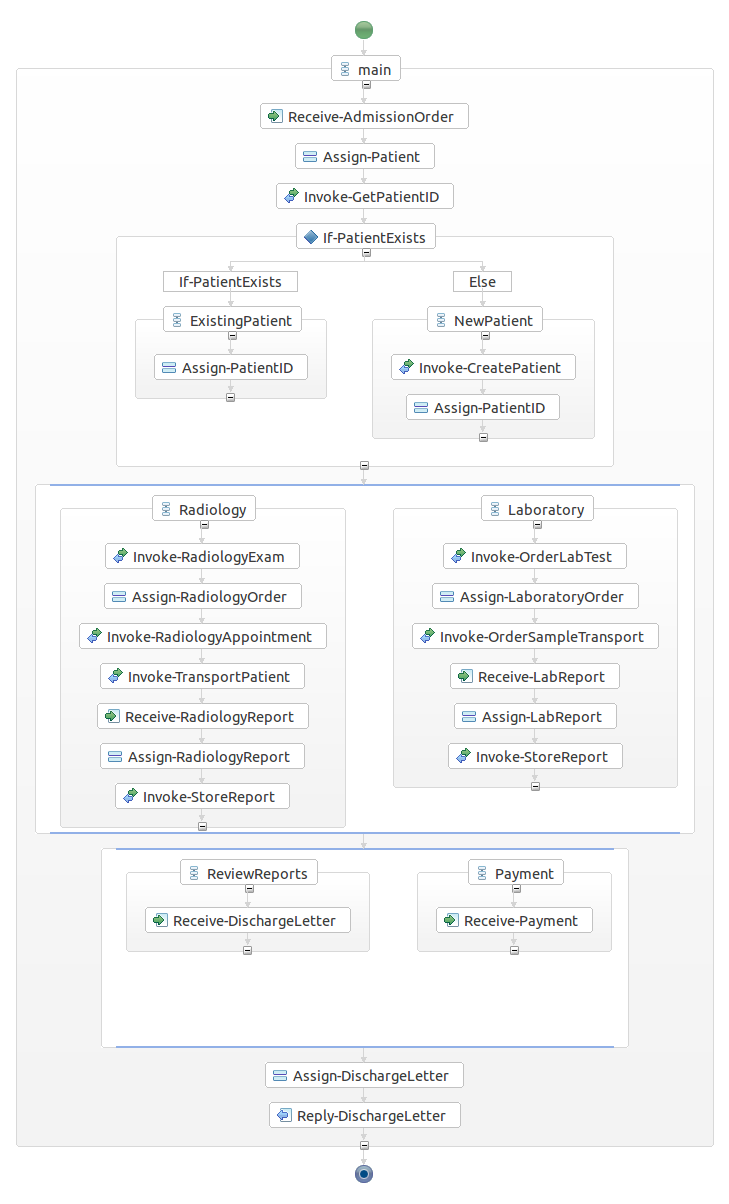 main
Receive-AdmissionOrder
Assign-Patient
Invoke-GetPatientID
If-PatientExists
If-PatientExists
Else
ExistingPatient
NewPatient
Assign-PatientID
Invoke-CreatePatient
Assign-PatientID
Radiology
Invoke-RadiologyExam
Assign-RadiologyOrder
Invoke-RadiologyAppointment
Invoke-TransportPatient
Receive-RadiologyReport
Assign-RadiologyReport
Invoke-StoreReport
Laboratory
Invoke-OrderLabTest
Assign-LaboratoryOrder
Invoke-OrderSampleTransport
Receive-LabReport
Assign-LabReport
Invoke-StoreReport
ReviewReports
Receive-DischargeLetter
Payment
Receive-Payment
Assign-DischargeLetter
Reply-DischargeLetter